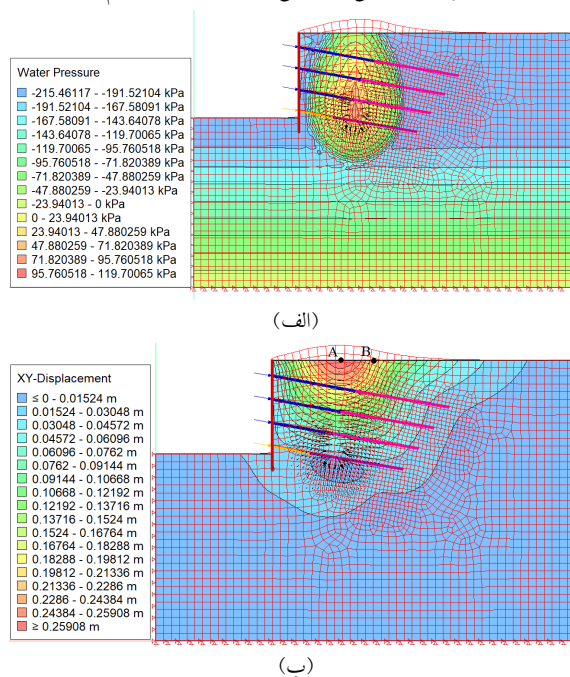 Water Pressure
-215.46117 - -191.52104 kPa
-191.52104 - -167.58091 kPa
-167.58091 - -143.64078 kPa
-143.64078 - -119.70065 kPa
-119.70065 - -95.760518 kPa
-95.760518 - -71.820389 kPa
-71.820389 - -47.880259 kPa
-47.880259 - -23.94013 kPa
-23.94013 - 0 kPa
0 - 23.94013 kPa
23.94013 - 47.880259 kPa
47.880259 - 71.820389 kPa
71.820389 - 95.760518 kPa
95.760518 - 119.70065 kPa
(الف)
A B
XY-Displacement
≤ 0 - 0.01524 m
0.01524 - 0.03048 m
0.03048 - 0.04572 m
0.04572 - 0.06096 m
0.06096 - 0.0762 m
0.0762 - 0.09144 m
0.09144 - 0.10668 m
0.10668 - 0.12192 m
0.12192 - 0.13716 m
0.13716 - 0.1524 m
0.1524 - 0.16764 m
0.16764 - 0.18288 m
0.18288 - 0.19812 m
0.19812 - 0.21336 m
0.21336 - 0.2286 m
0.2286 - 0.24384 m
0.24384 - 0.25908 m
≥ 0.25908 m
(ب)